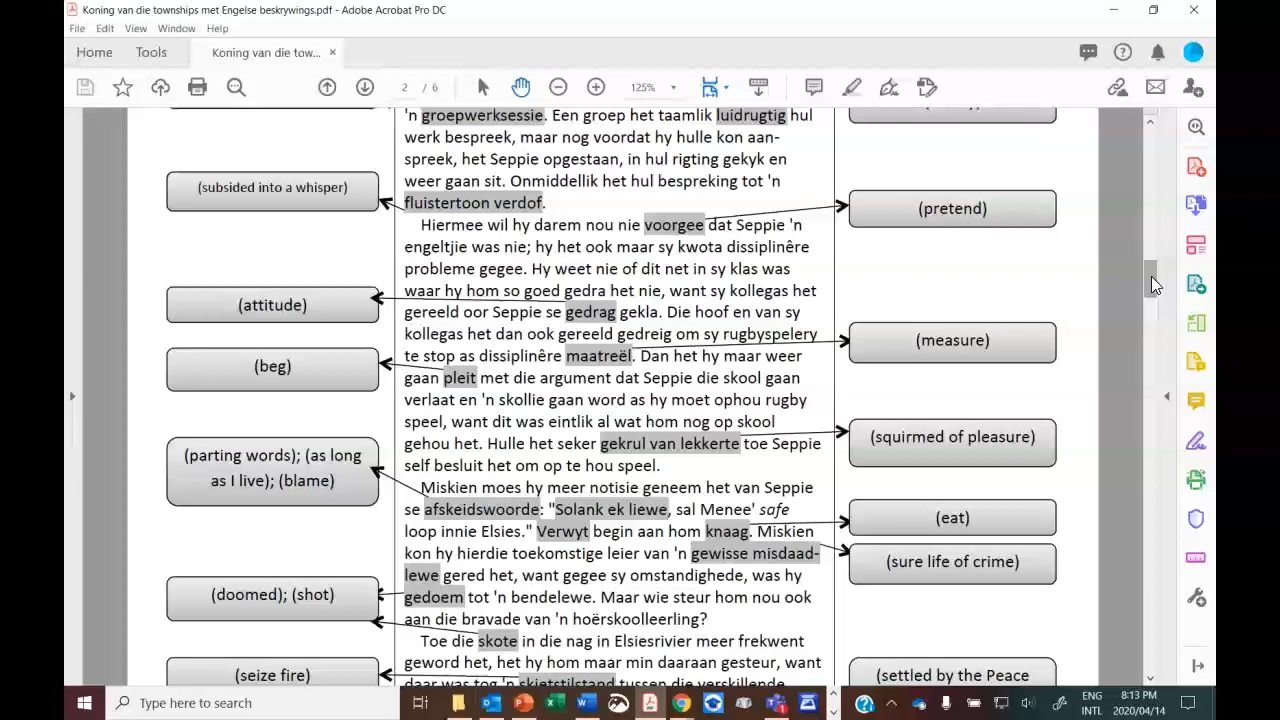 Koning van die townships met Engelse beskrywings.pdf - Adobe Acrobat Pro DC
File Edit View Window Help
Home Tools Koning van die tow... ×
2 / 6 125%
'n groepwerksessie. Een groep het taamlik luidrugtig hul
werk bespreek, maar nog voordat hy hulle kon aan-
spreek, het Seppie opgestaan, in hul rigting gekyk en
weer gaan sit. Onmiddellik het hul bespreking tot 'n
fluistertoon verdof.
Hiermee wil hy darem nou nie voorgee dat Seppie 'n
engeltjie was nie; hy het ook maar sy kwota dissiplinêre
probleme gegee. Hy weet nie of dit net in sy klas was
waar hy hom so goed gedra het nie, want sy kollegas het
gereeld oor Seppie se gedrag gekla. Die hoof en van sy
kollegas het dan ook gereeld gedreig om sy rugbyspelery
te stop as dissiplinêre maatreël. Dan het hy maar weer
gaan pleit met die argument dat Seppie die skool gaan
verlaat en 'n skollie gaan word as hy moet ophou rugby
speel, want dit was eintlik al wat hom nog op skool
gehou het. Hulle het seker gekrul van lekkerte toe Seppie
self besluit het om op te hou speel.
Miskien moes hy meer notisie geneem het van Seppie
se afskeidswoorde: "Solank ek liewe, sal Menee' safe
loop innie Elsies." Verwyt begin aan hom knaag. Miskien
kon hy hierdie toekomstige leier van 'n gewisse misdaad-
lewe gered het, want gegee sy omstandighede, was hy
gedoem tot 'n bendelewe. Maar wie steur hom nou ook
aan die bravade van 'n hoërskoolleerling?
Toe die skote in die nag in Elsiesrivier meer frekwent
geword het, het hy hom maar min daaraan gesteur, want
daar was tog 'n skietstilstand tussen die verskillende
(subsided into a whisper)
(attitude)
(beg)
(parting words); (as long
as I live); (blame)
(doomed); (shot)
(seize fire)
(pretend)
(measure)
(squirmed of pleasure)
(eat)
(sure life of crime)
(settled by the Peace
Type here to search
ENG
INTL
8:13 PM
2020/04/14